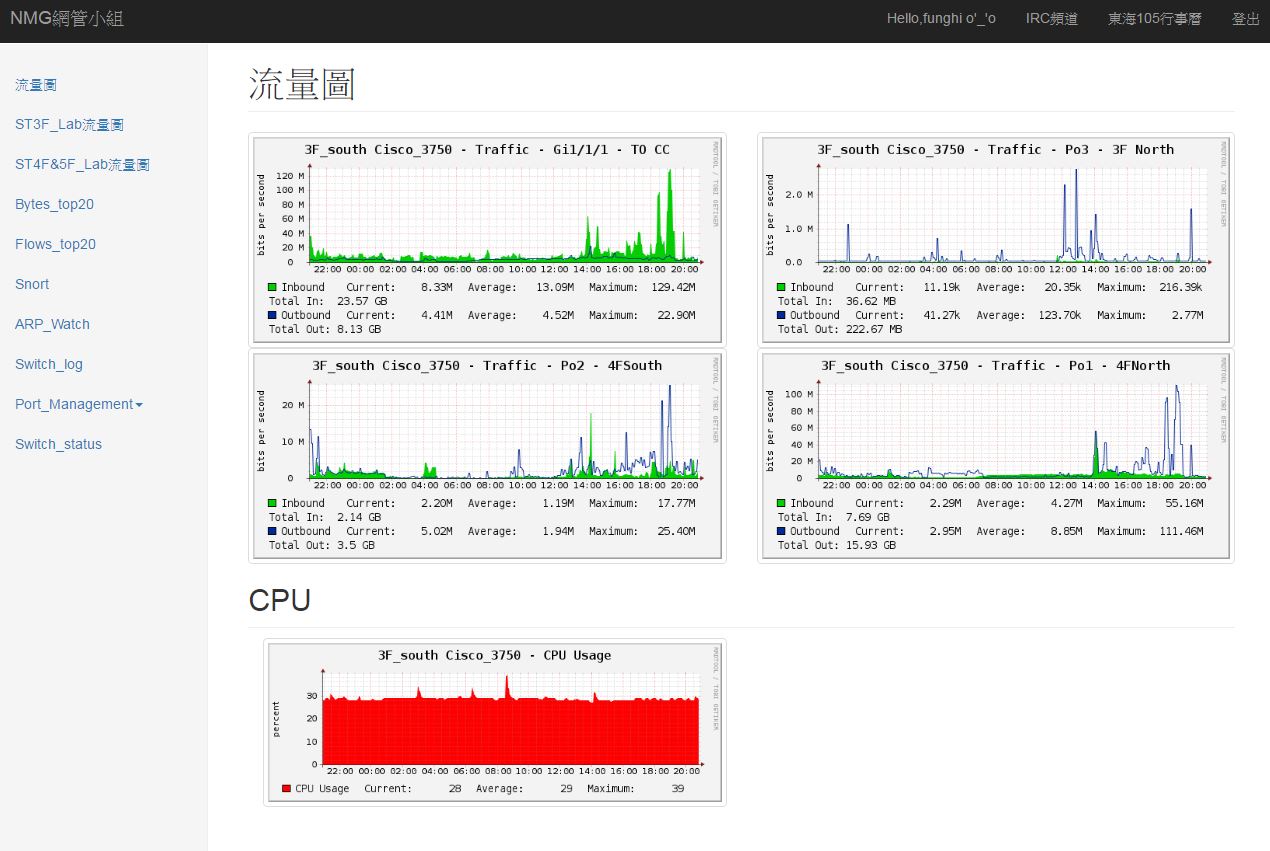 NMG網管小組
Hello,funghi o'_'o IRC頻道 東海105行事曆 登出
流量圖
ST3F_Lab流量圖
ST4F&5F_Lab流量圖
Bytes_top20
Flows_top20
Snort
ARP_Watch
Switch_log
Port_Management
Switch_status
流量圖
3F_south Cisco_3750 - Traffic - Gi1/1/1 - TO CC
RRDTOOL / TOBI OETIKER
bits per second
120 M
100 M
80 M
60 M
40 M
20 M
0
22:00 00:00 02:00 04:00 06:00 08:00 10:00 12:00 14:00 16:00 18:00 20:00
Inbound Current: 8.33M Average: 13.09M Maximum: 129.42M
Total In: 23.57 GB
Outbound Current: 4.41M Average: 4.52M Maximum: 22.90M
Total Out: 8.13 GB
3F_south Cisco_3750 - Traffic - Po3 - 3F North
RRDTOOL / TOBI OETIKER
bits per second
2.0 M
1.0 M
0.0
22:00 00:00 02:00 04:00 06:00 08:00 10:00 12:00 14:00 16:00 18:00 20:00
Inbound Current: 11.19k Average: 20.35k Maximum: 216.39k
Total In: 36.62 MB
Outbound Current: 41.27k Average: 123.70k Maximum: 2.77M
Total Out: 222.67 MB
3F_south Cisco_3750 - Traffic - Po2 - 4FSouth
RRDTOOL / TOBI OETIKER
bits per second
20 M
10 M
0
22:00 00:00 02:00 04:00 06:00 08:00 10:00 12:00 14:00 16:00 18:00 20:00
Inbound Current: 2.20M Average: 1.19M Maximum: 17.77M
Total In: 2.14 GB
Outbound Current: 5.02M Average: 1.94M Maximum: 25.40M
Total Out: 3.5 GB
3F_south Cisco_3750 - Traffic - Po1 - 4FNorth
RRDTOOL / TOBI OETIKER
bits per second
100 M
80 M
60 M
40 M
20 M
0
22:00 00:00 02:00 04:00 06:00 08:00 10:00 12:00 14:00 16:00 18:00 20:00
Inbound Current: 2.29M Average: 4.27M Maximum: 55.16M
Total In: 7.69 GB
Outbound Current: 2.95M Average: 8.85M Maximum: 111.46M
Total Out: 15.93 GB
CPU
3F_south Cisco_3750 - CPU Usage
RRDTOOL / TOBI OETIKER
percent
30
20
10
0
22:00 00:00 02:00 04:00 06:00 08:00 10:00 12:00 14:00 16:00 18:00 20:00
CPU Usage Current: 28 Average: 29 Maximum: 39